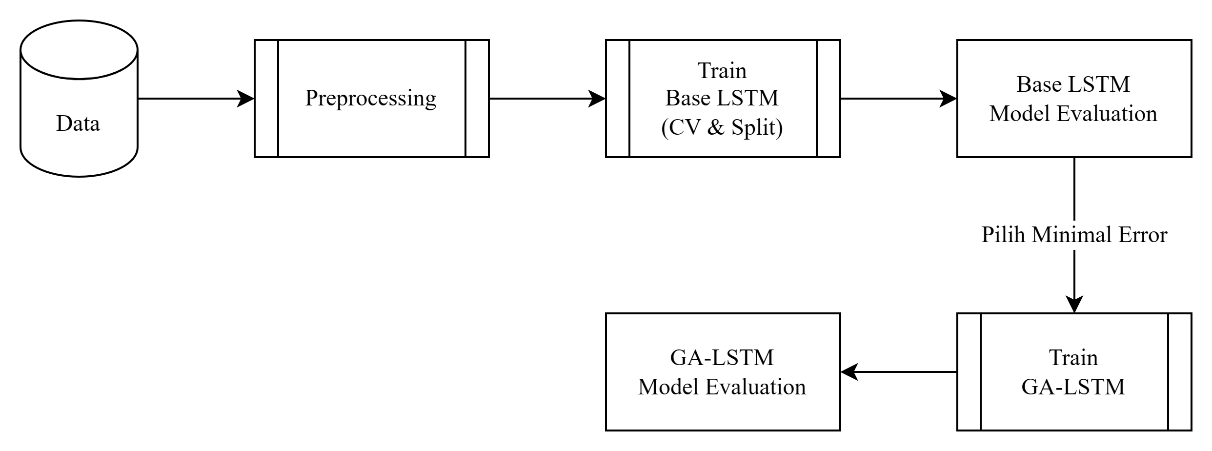 Data
Preprocessing
Train
Base LSTM
(CV & Split)
Base LSTM
Model Evaluation
Pilih Minimal Error
Train
GA-LSTM
GA-LSTM
Model Evaluation